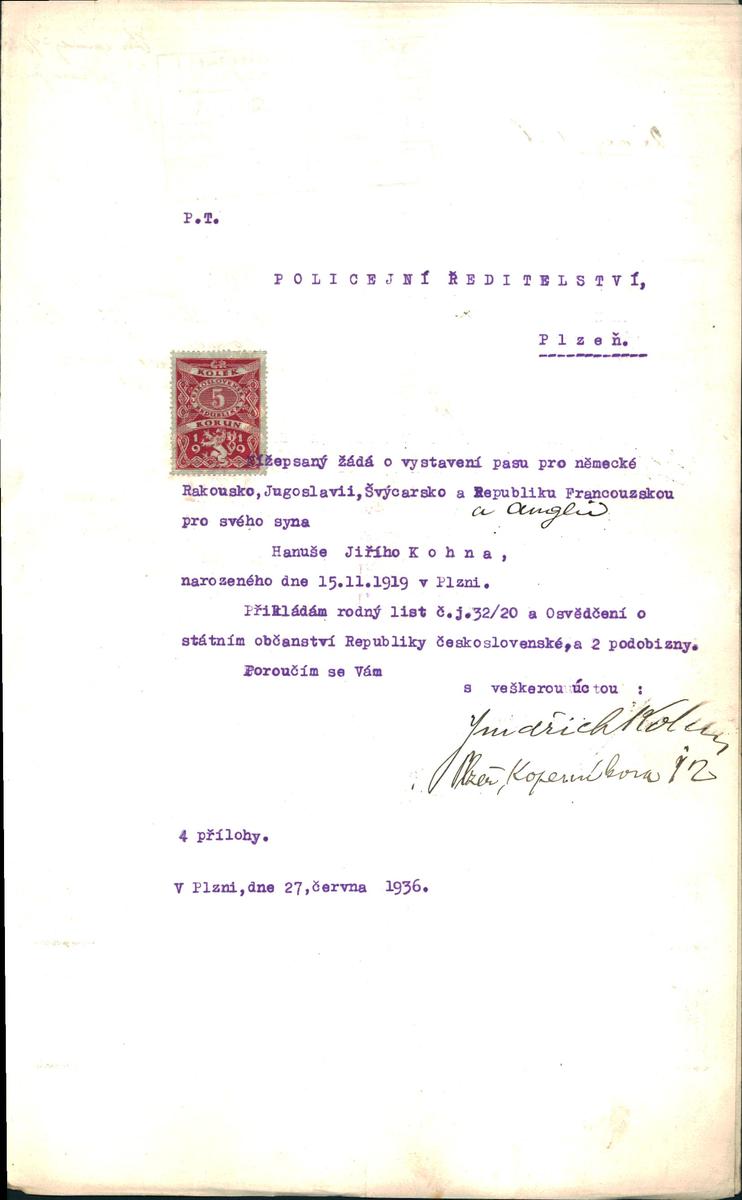 P.T.
POLICEJNÍ ŘEDITELSTVÍ,
Plzeň.
KOLEK
5
KORUN
1919
Nížepsaný žádá o vystavení pasu pro německé
Rakousko,Jugoslavii,Švýcarsko a Republiku Francouzskou
a Anglii
pro svého syna
Hanuše Jiřího Kohna,
narozeného dne 15.11.1919 v Plzni.
Přikládám rodný list č.j.32/20 a Osvědčení o
státním občanství Republiky československé,a 2 podobizny.
Poroučím se Vám
s veškerou úctou :
Jindřich Kohn
Plzeň, Koperníkova 12
4 přílohy.
V Plzni,dne 27,června 1936.